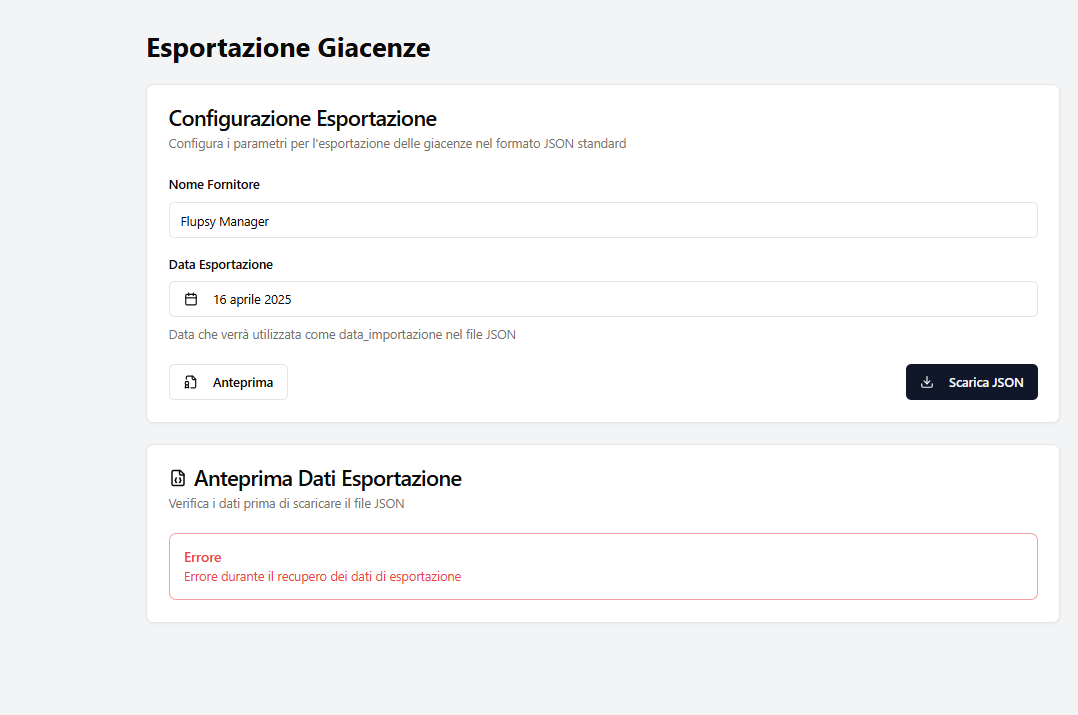 Esportazione Giacenze
Configurazione Esportazione
Configura i parametri per l'esportazione delle giacenze nel formato JSON standard
Nome Fornitore
Flupsy Manager
Data Esportazione
16 aprile 2025
Data che verrà utilizzata come data_importazione nel file JSON
Anteprima
Scarica JSON
Anteprima Dati Esportazione
Verifica i dati prima di scaricare il file JSON
Errore
Errore durante il recupero dei dati di esportazione